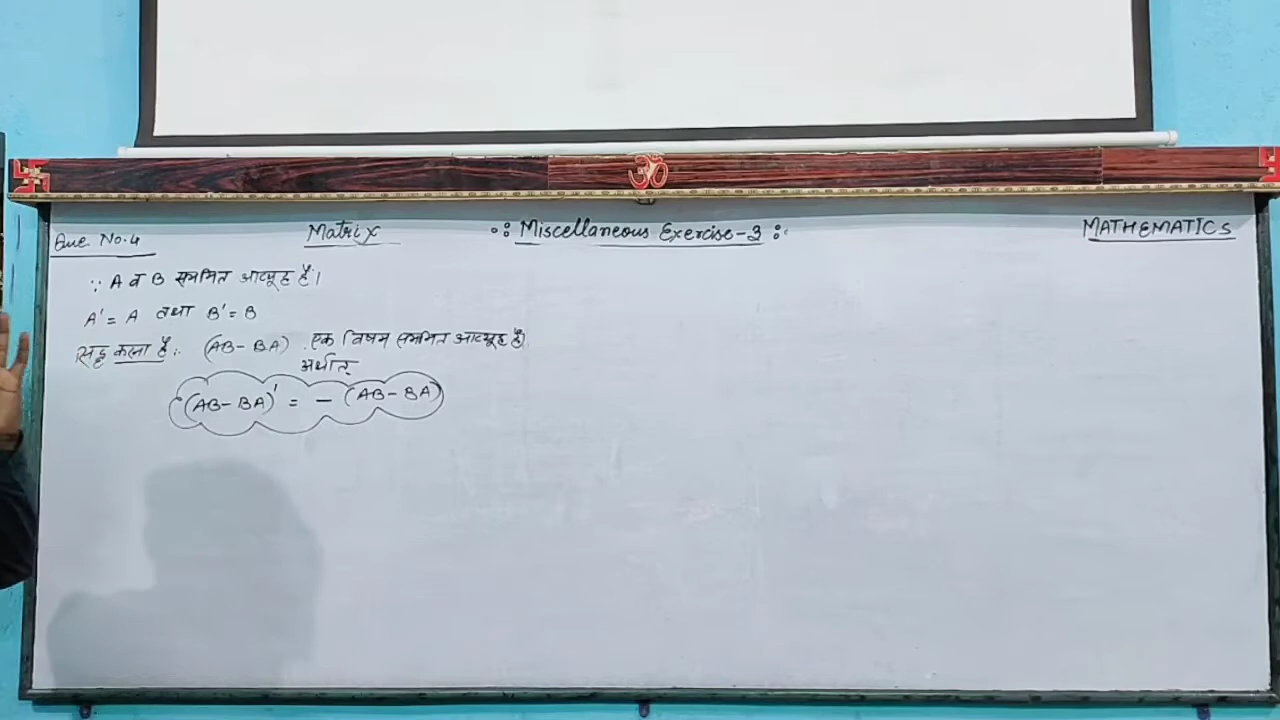 Que No. 4 Matrix Miscellaneous Exercise-3 MATHEMATICS
∵ A व B सममित आव्यूह है।
A' = A तथा B' = B
सिद्ध करना है:- (AB - BA) एक विषम सममित आव्यूह है।
अर्थात्
(AB - BA)' = - (AB - BA)
ॐ